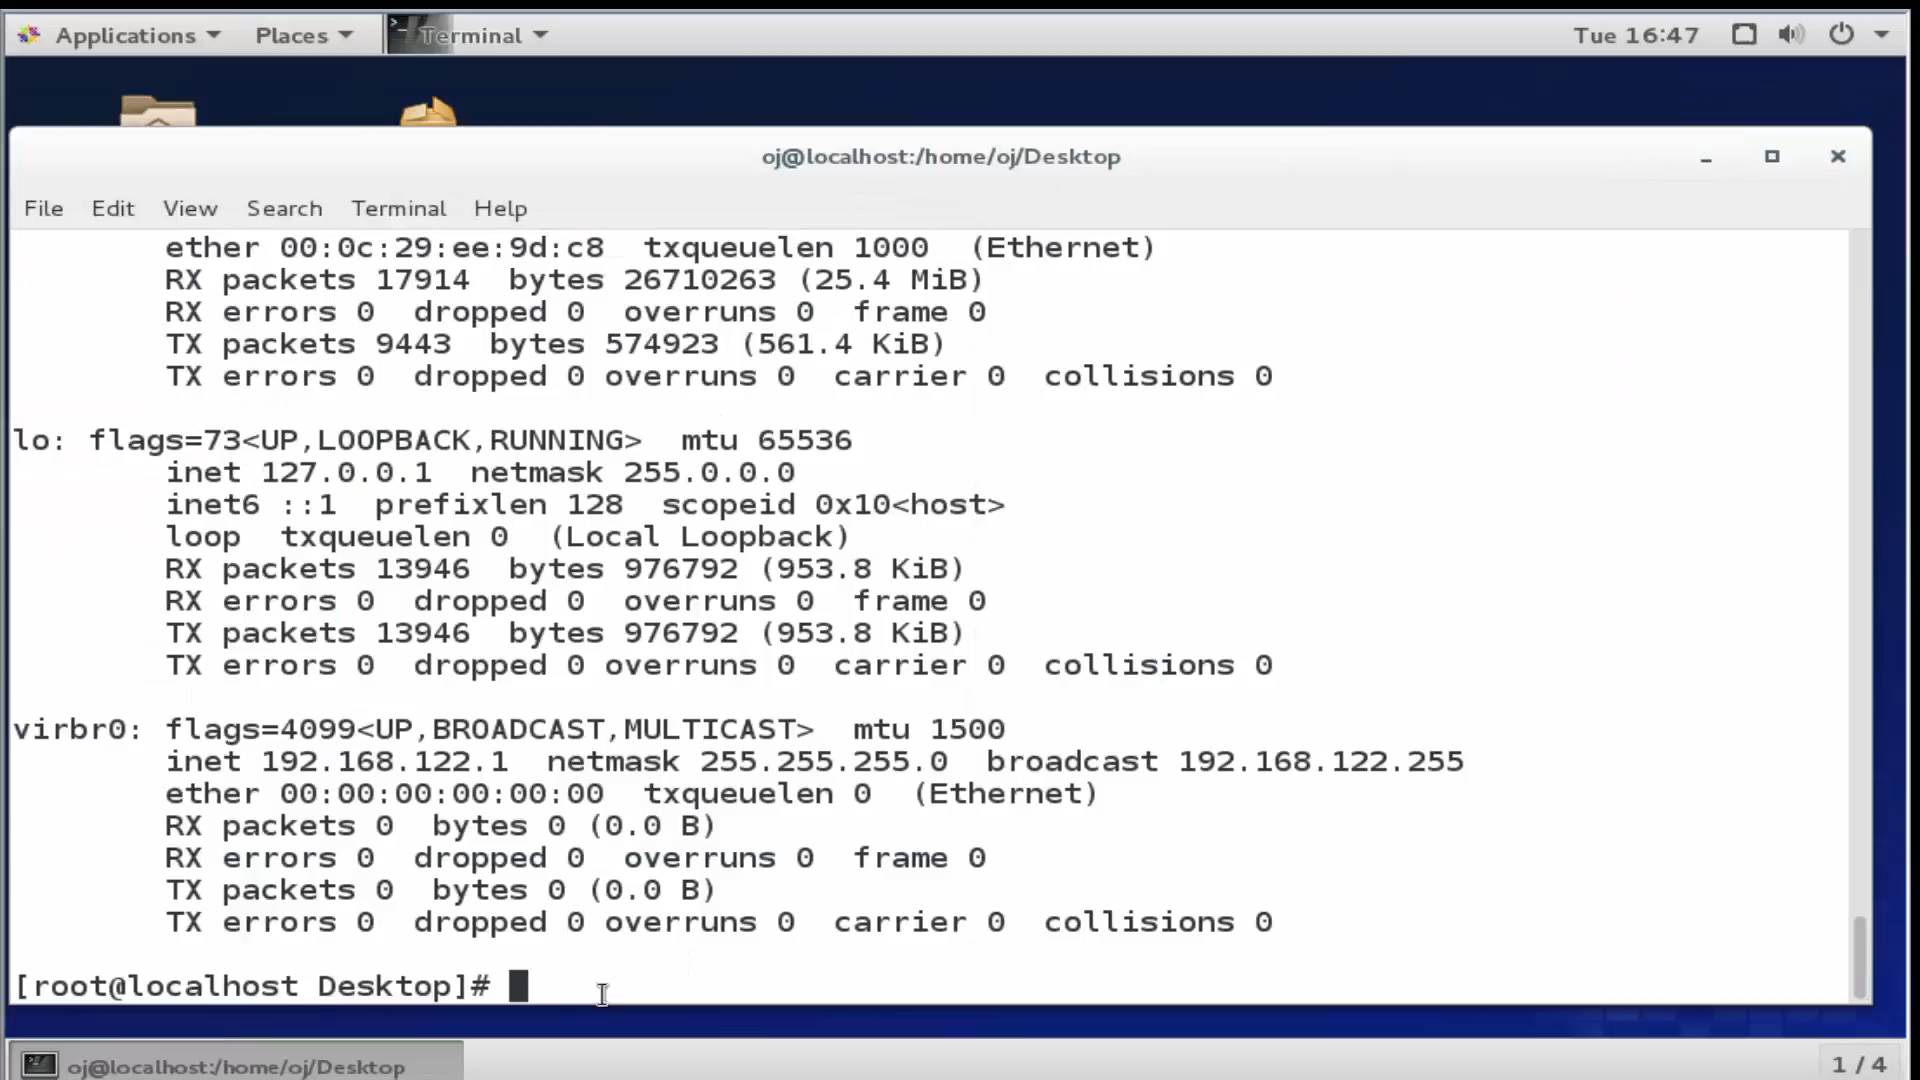 Applications Places Terminal Tue 16:47
oj@localhost:/home/oj/Desktop
File Edit View Search Terminal Help
ether 00:0c:29:ee:9d:c8  txqueuelen 1000  (Ethernet)
RX packets 17914  bytes 26710263 (25.4 MiB)
RX errors 0  dropped 0  overruns 0  frame 0
TX packets 9443  bytes 574923 (561.4 KiB)
TX errors 0  dropped 0 overruns 0  carrier 0  collisions 0
lo: flags=73<UP,LOOPBACK,RUNNING>  mtu 65536
inet 127.0.0.1  netmask 255.0.0.0
inet6 ::1  prefixlen 128  scopeid 0x10<host>
loop  txqueuelen 0  (Local Loopback)
RX packets 13946  bytes 976792 (953.8 KiB)
RX errors 0  dropped 0  overruns 0  frame 0
TX packets 13946  bytes 976792 (953.8 KiB)
TX errors 0  dropped 0 overruns 0  carrier 0  collisions 0
virbr0: flags=4099<UP,BROADCAST,MULTICAST>  mtu 1500
inet 192.168.122.1  netmask 255.255.255.0  broadcast 192.168.122.255
ether 00:00:00:00:00:00  txqueuelen 0  (Ethernet)
RX packets 0  bytes 0 (0.0 B)
RX errors 0  dropped 0  overruns 0  frame 0
TX packets 0  bytes 0 (0.0 B)
TX errors 0  dropped 0 overruns 0  carrier 0  collisions 0
[root@localhost Desktop]#
oj@localhost:/home/oj/Desktop 1 / 4